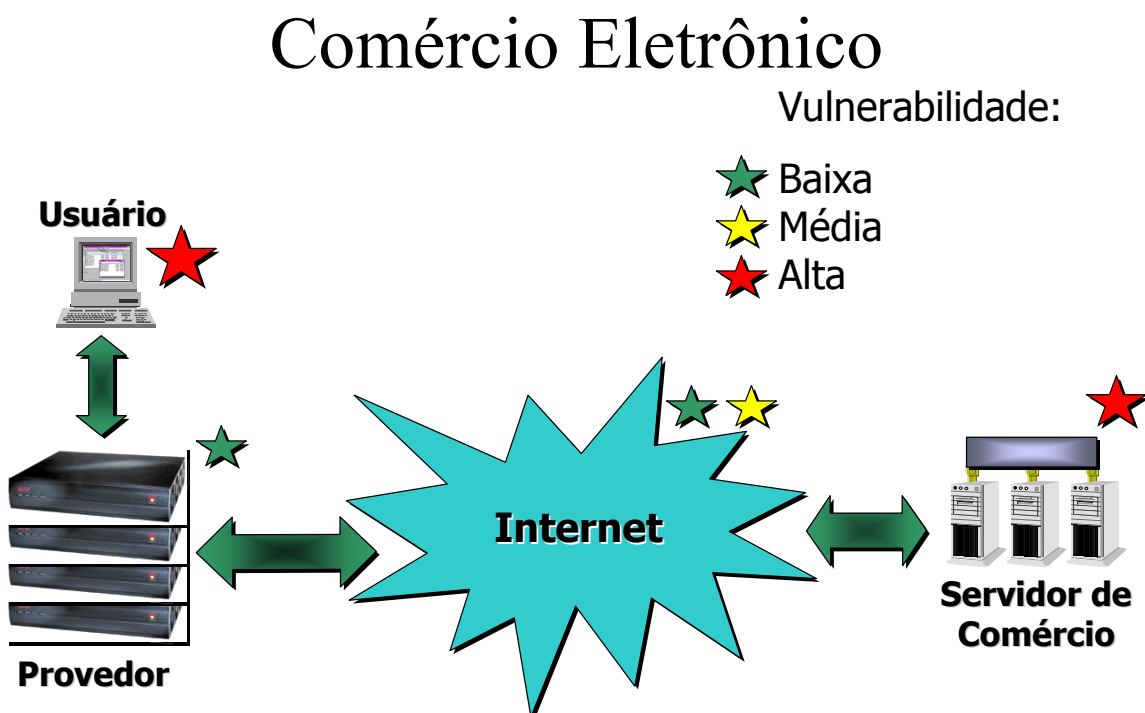 Comércio Eletrônico
Vulnerabilidade:
Baixa
Média
Alta
Usuário
Internet
Servidor de
Comércio
Provedor